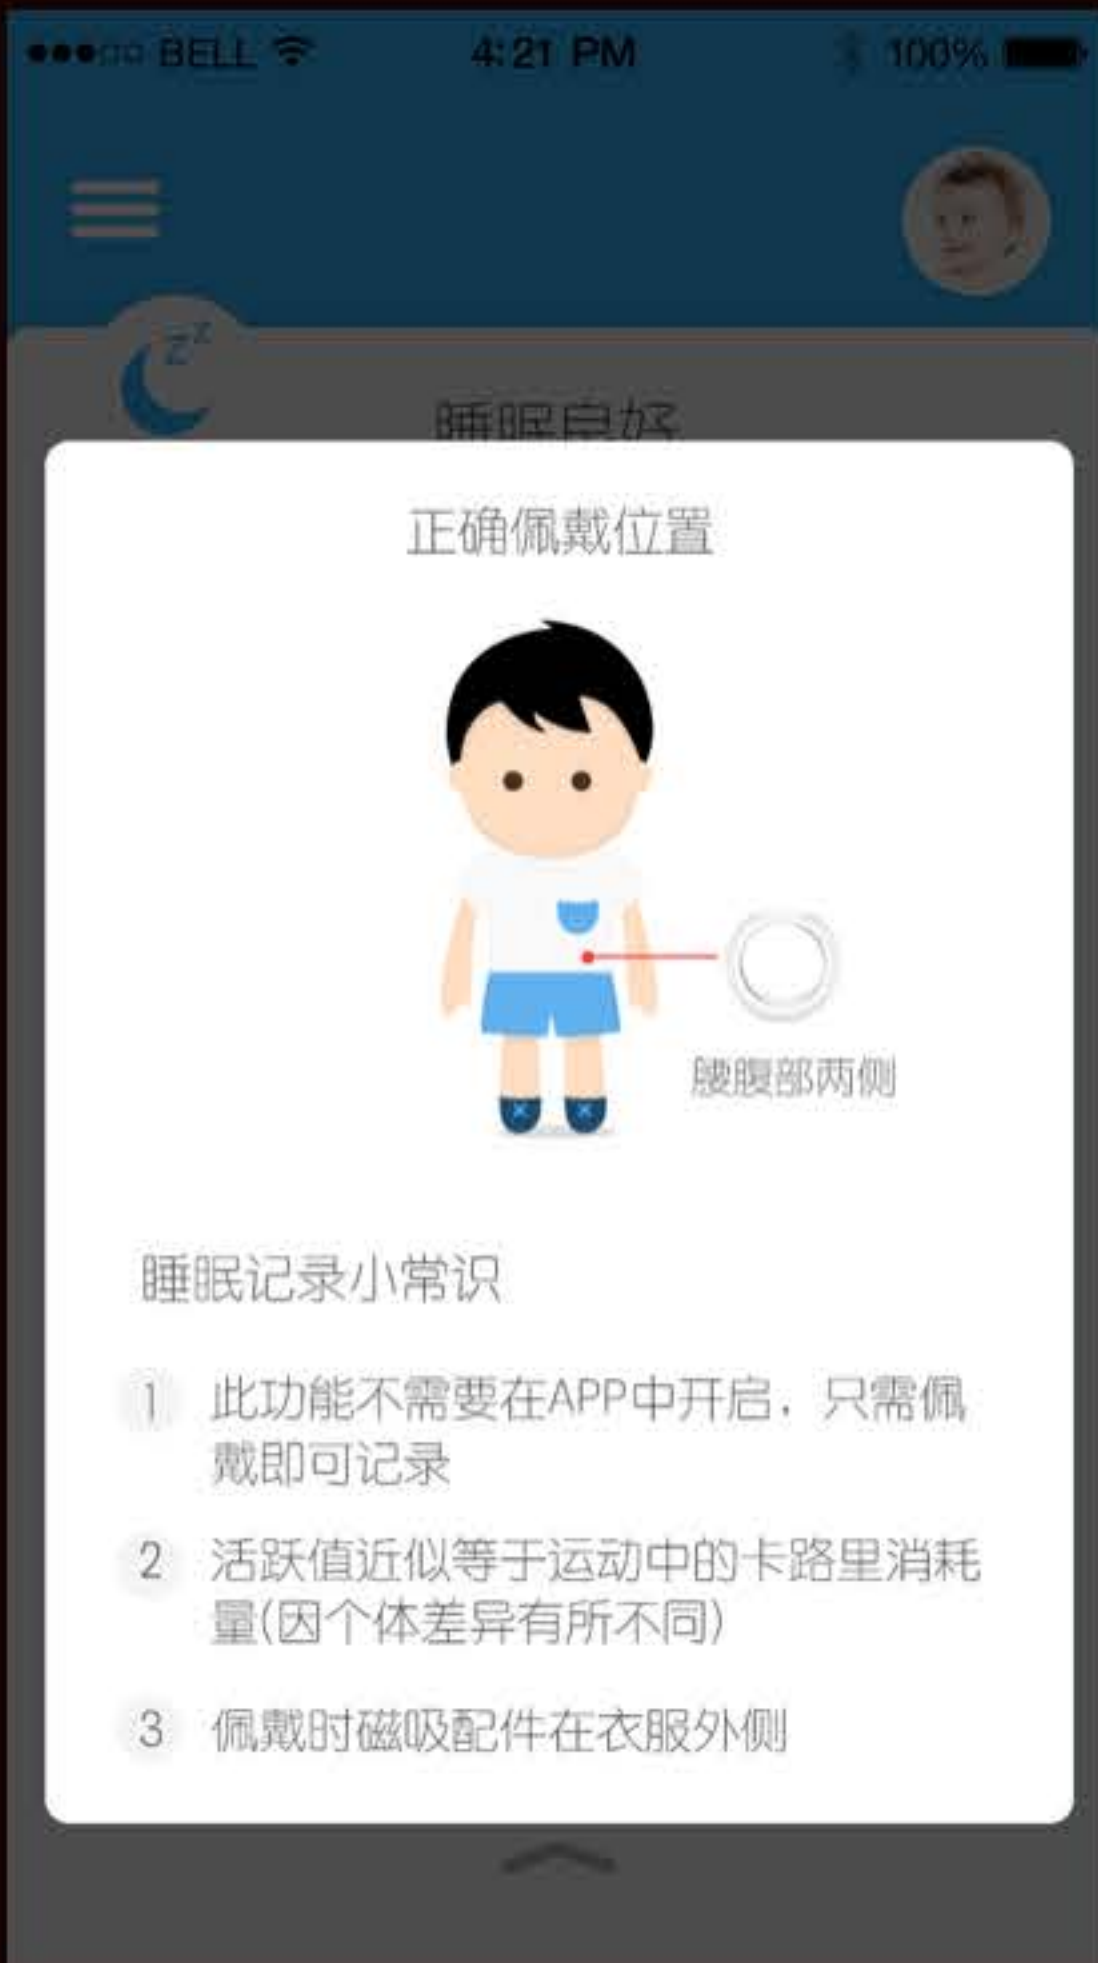 BELL 4:21 PM 100%
睡眠良好
正确佩戴位置
腰腹部两侧
睡眠记录小常识
1 此功能不需要在APP中开启，只需佩
戴即可记录
2 活跃值近似等于运动中的卡路里消耗
量(因个体差异有所不同)
3 佩戴时磁吸配件在衣服外侧